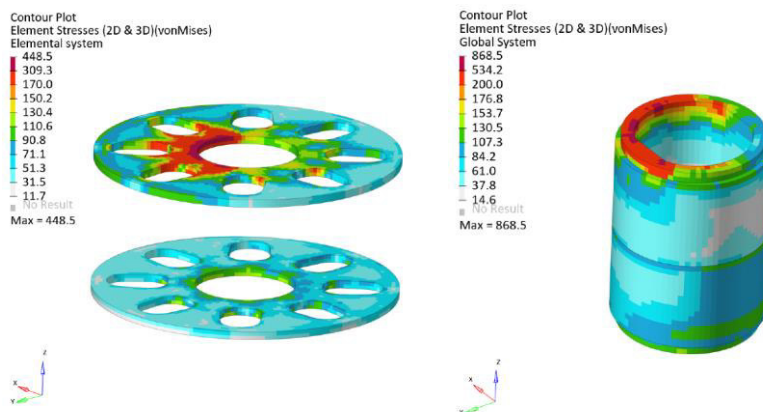 Contour Plot
Element Stresses (2D & 3D)(vonMises)
Elemental system
448.5
309.3
170.0
150.2
130.4
110.6
90.8
71.1
51.3
31.5
11.7
No Result
Max = 448.5
Z
X
Y
Contour Plot
Element Stresses (2D & 3D)(vonMises)
Global System
868.5
534.2
200.0
176.8
153.7
130.5
107.3
84.2
61.0
37.8
14.6
No Result
Max = 868.5
Z
X